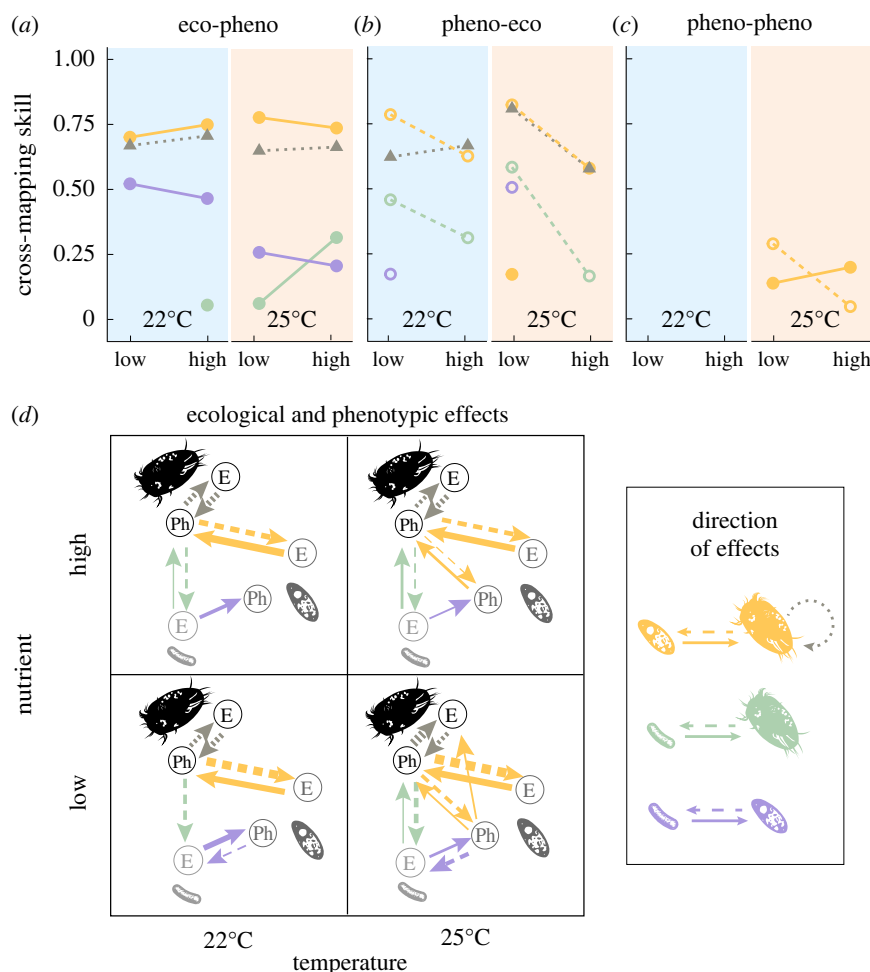 (a) eco-pheno (b) pheno-eco (c) pheno-pheno
cross-mapping skill
1.00
0.75
0.50
0.25
0
22°C 25°C 22°C 25°C 22°C 25°C
low high low high low high low high low high low high
(d) ecological and phenotypic effects
nutrient
high
E
Ph
E
Ph
E
E
Ph
E
Ph
E
low
E
Ph
E
Ph
E
E
Ph
E
Ph
E
22°C 25°C
temperature
direction
of effects